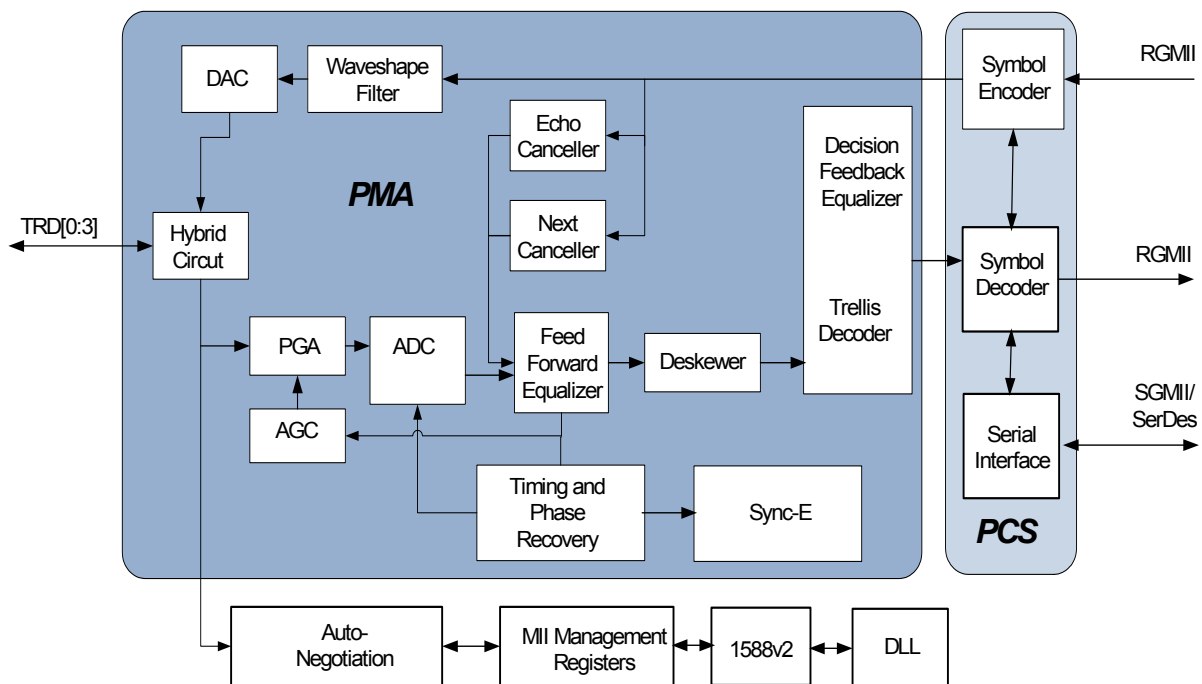 DAC
Waveshape
Filter
Symbol
Encoder
RGMII
Echo
Canceller
PMA
Decision
Feedback
Equalizer
TRD[0:3]
Hybrid
Circut
Next
Canceller
Symbol
Decoder
RGMII
Trellis
Decoder
PGA
ADC
Feed
Forward
Equalizer
Deskewer
AGC
Serial
Interface
SGMII/
SerDes
Timing and
Phase
Recovery
Sync-E
PCS
Auto-
Negotiation
MII Management
Registers
1588v2
DLL